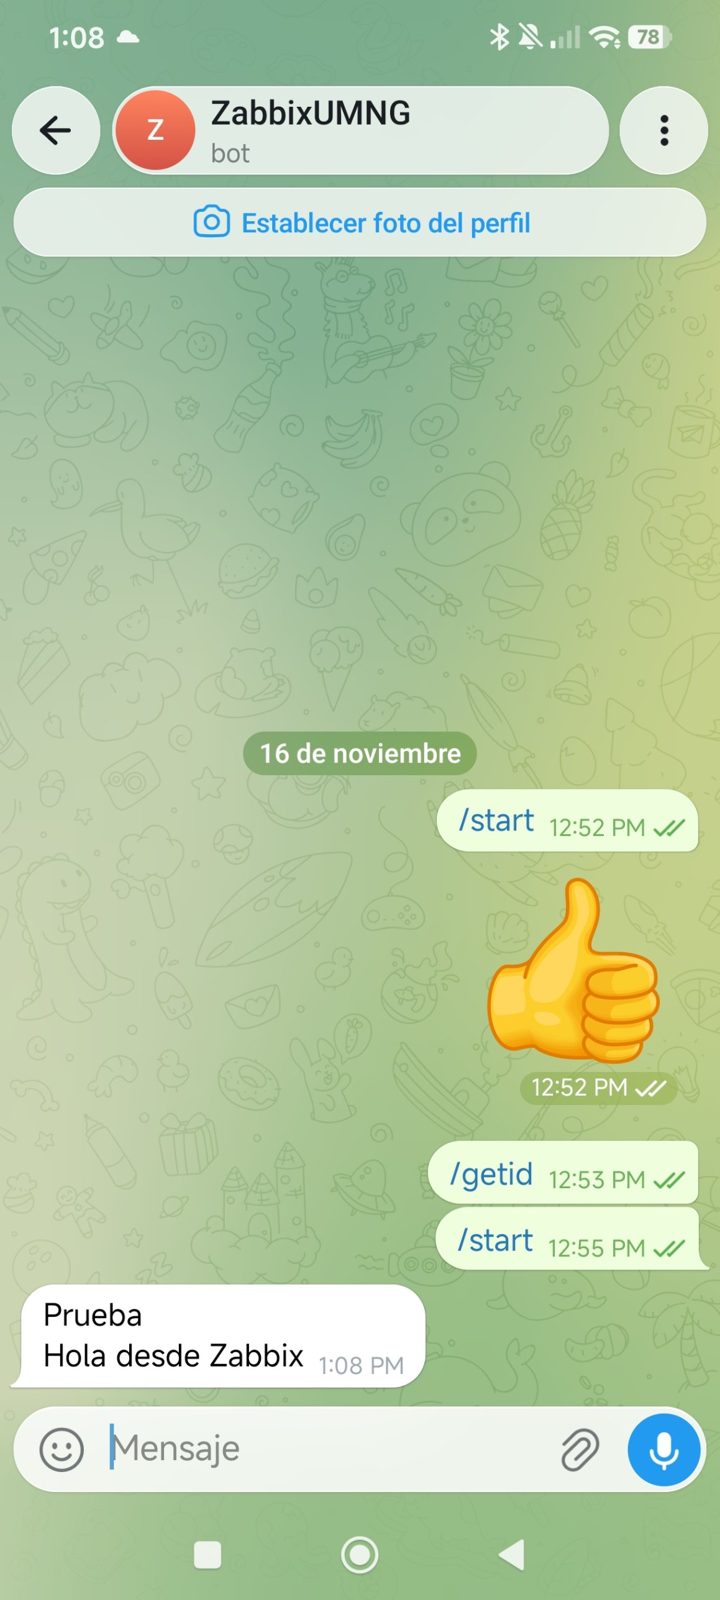 1:08
78
Z
ZabbixUMNG
bot
Establecer foto del perfil
16 de noviembre
/start 12:52 PM
12:52 PM
/getid 12:53 PM
/start 12:55 PM
Prueba
Hola desde Zabbix 1:08 PM
Mensaje